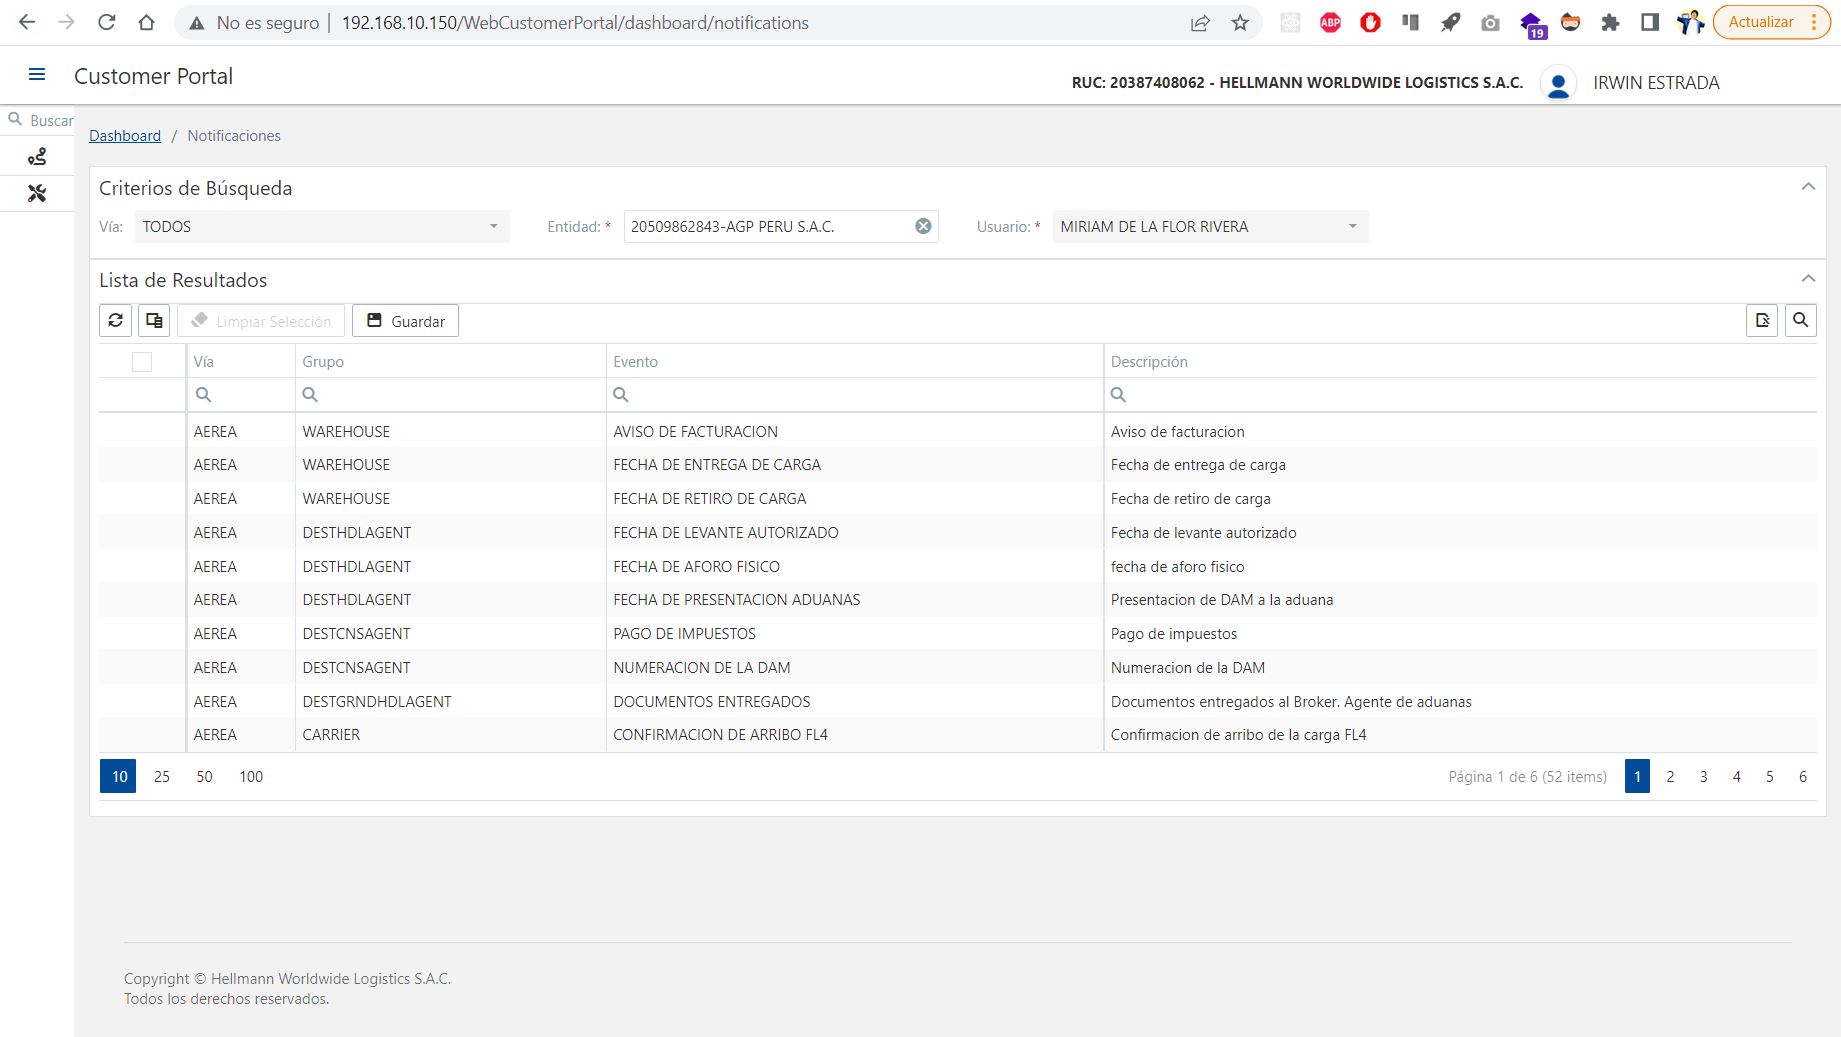 No es seguro | 192.168.10.150/WebCustomerPortal/dashboard/notifications
ABP
19
Actualizar
Customer Portal
RUC: 20387408062 - HELLMANN WORLDWIDE LOGISTICS S.A.C.
IRWIN ESTRADA
Buscar
Dashboard / Notificaciones
Criterios de Búsqueda
Vía: TODOS
Entidad: * 20509862843-AGP PERU S.A.C.
Usuario: * MIRIAM DE LA FLOR RIVERA
Lista de Resultados
Limpiar Selección
Guardar
Vía Grupo Evento Descripción
AEREA WAREHOUSE AVISO DE FACTURACION Aviso de facturacion
AEREA WAREHOUSE FECHA DE ENTREGA DE CARGA Fecha de entrega de carga
AEREA WAREHOUSE FECHA DE RETIRO DE CARGA Fecha de retiro de carga
AEREA DESTHDLAGENT FECHA DE LEVANTE AUTORIZADO Fecha de levante autorizado
AEREA DESTHDLAGENT FECHA DE AFORO FISICO fecha de aforo fisico
AEREA DESTHDLAGENT FECHA DE PRESENTACION ADUANAS Presentacion de DAM a la aduana
AEREA DESTCNSAGENT PAGO DE IMPUESTOS Pago de impuestos
AEREA DESTCNSAGENT NUMERACION DE LA DAM Numeracion de la DAM
AEREA DESTGRNDHDLAGENT DOCUMENTOS ENTREGADOS Documentos entregados al Broker. Agente de aduanas
AEREA CARRIER CONFIRMACION DE ARRIBO FL4 Confirmacion de arribo de la carga FL4
10 25 50 100
Página 1 de 6 (52 items) 1 2 3 4 5 6
Copyright © Hellmann Worldwide Logistics S.A.C.
Todos los derechos reservados.